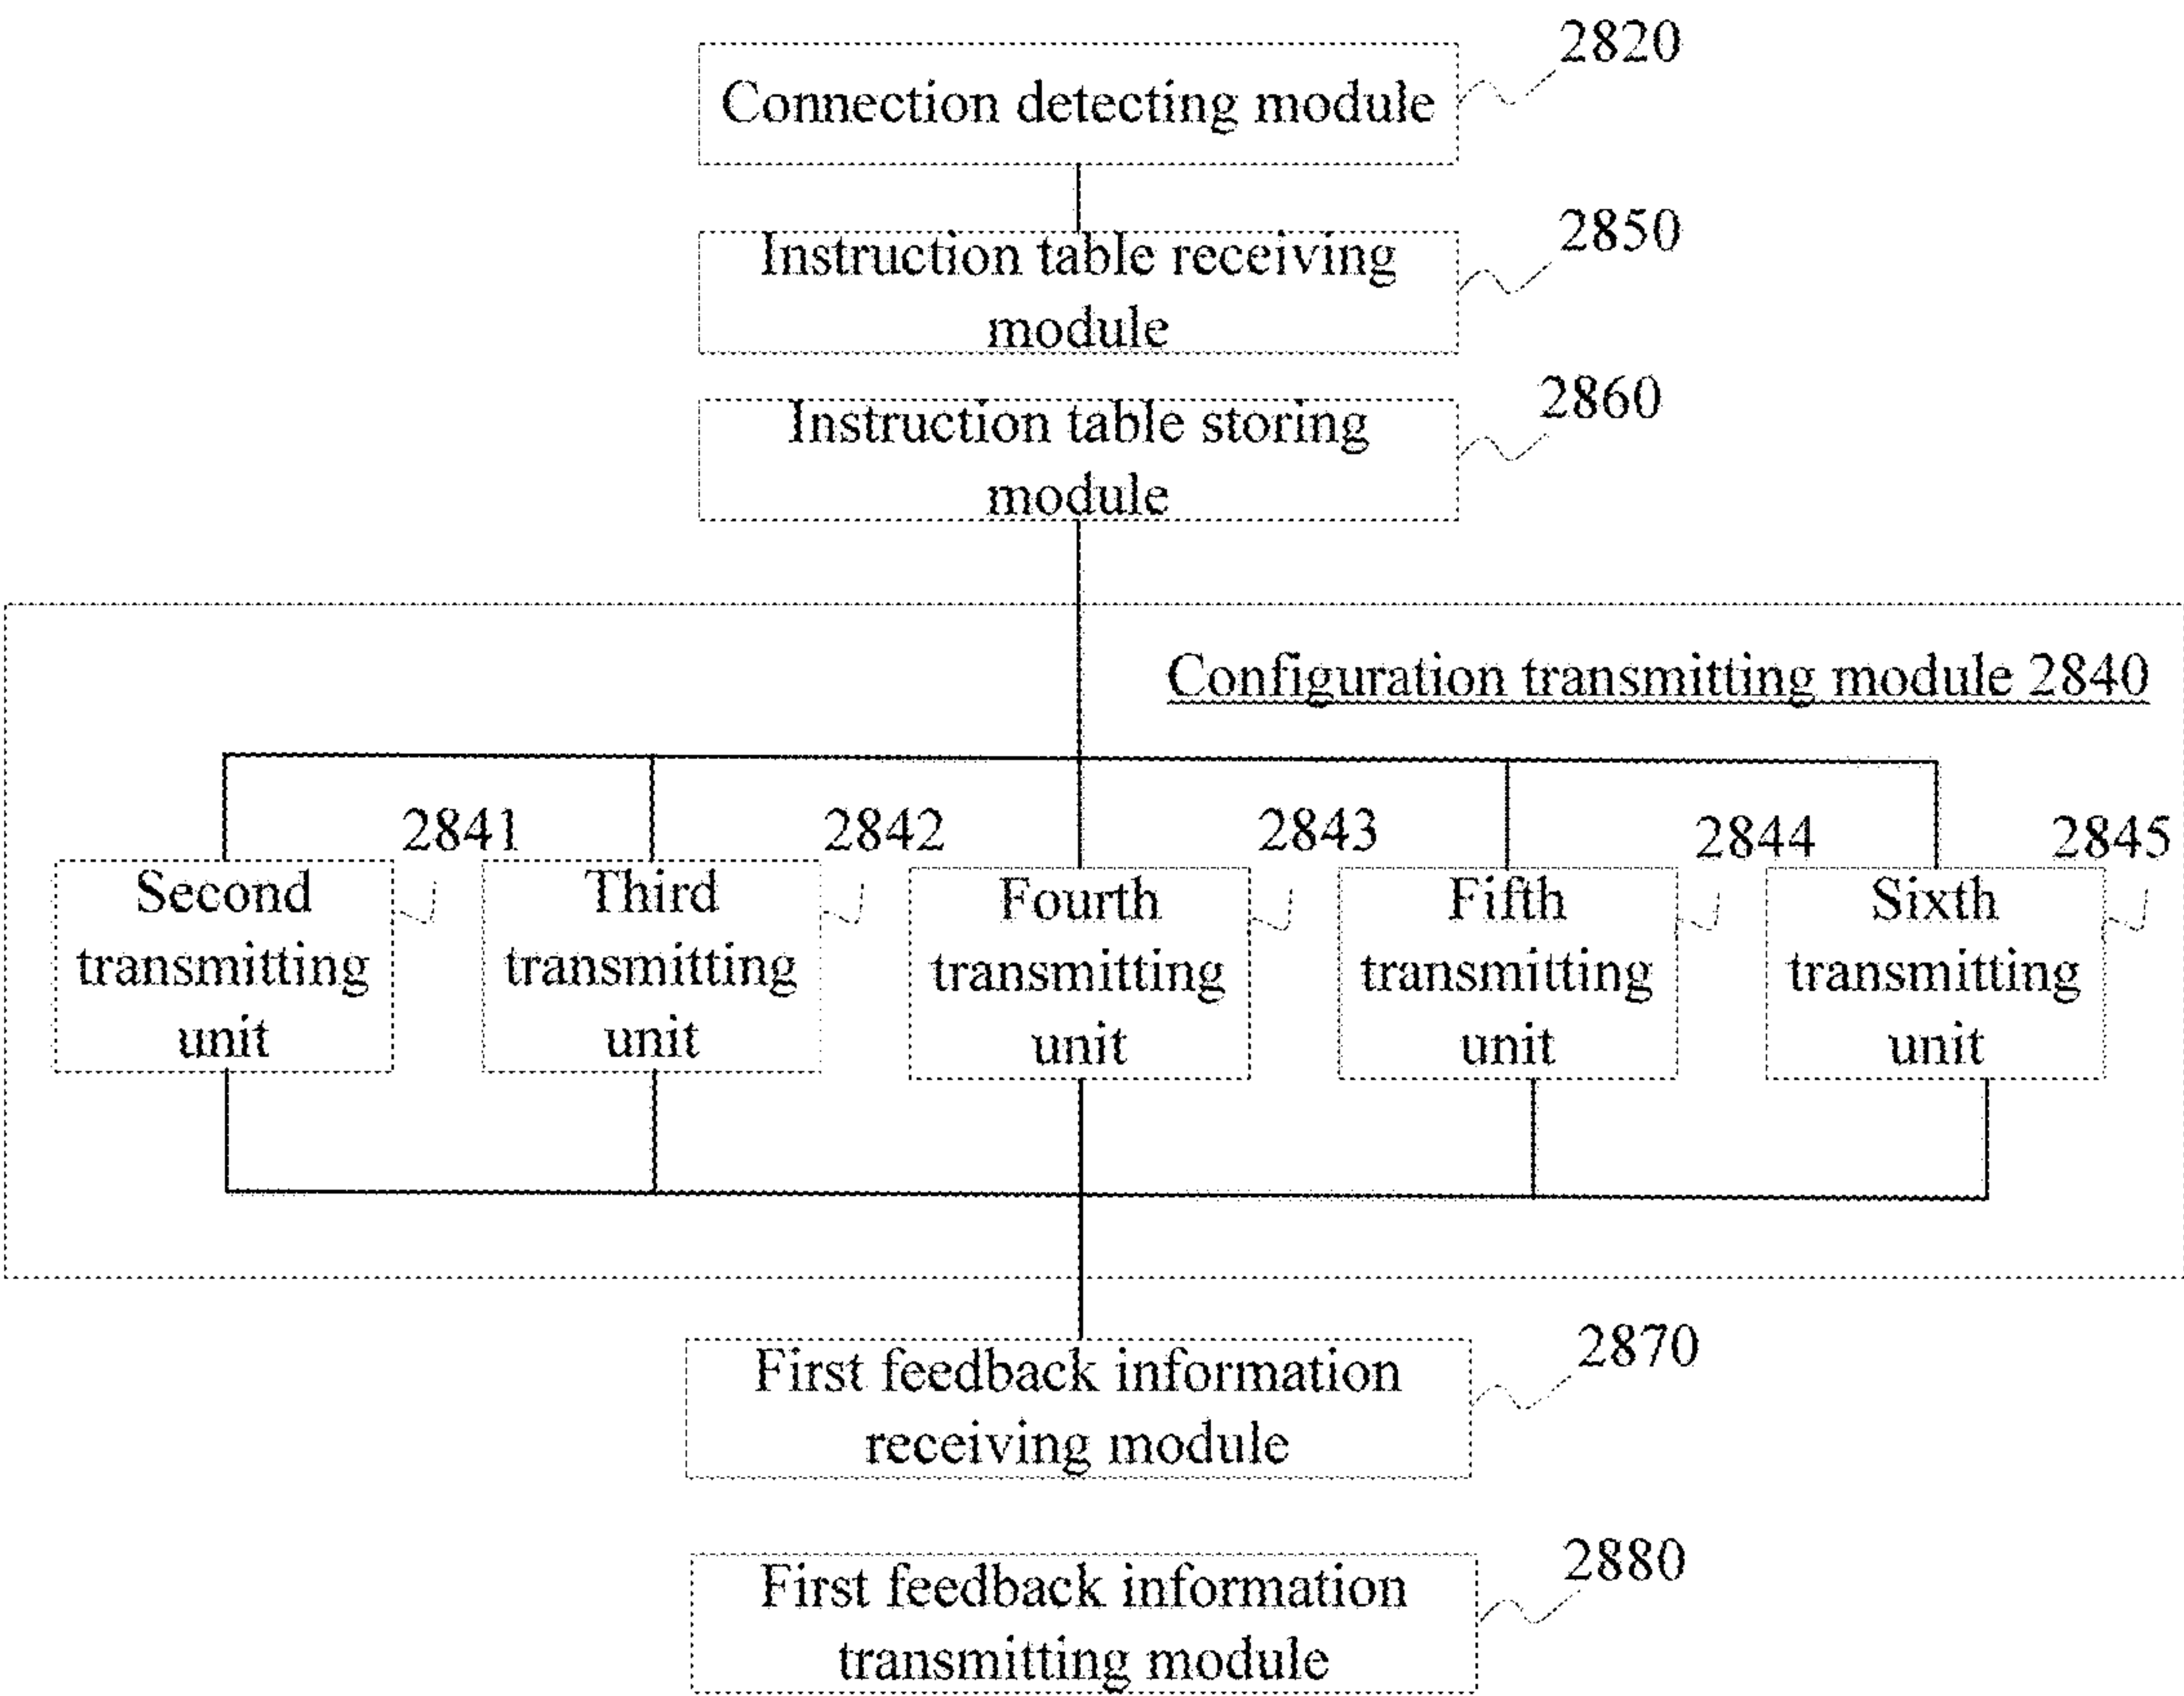 2820
Connection detecting module
2850
Instruction table receiving
module
2860
Instruction table storing
module
Configuration transmitting module 2840
2841
2842
2843
2844
2845
Second
transmitting
unit
Third
transmitting
unit
Fourth
transmitting
unit
Fifth
transmitting
unit
Sixth
transmitting
unit
2870
First feedback information
receiving module
2880
First feedback information
transmitting module